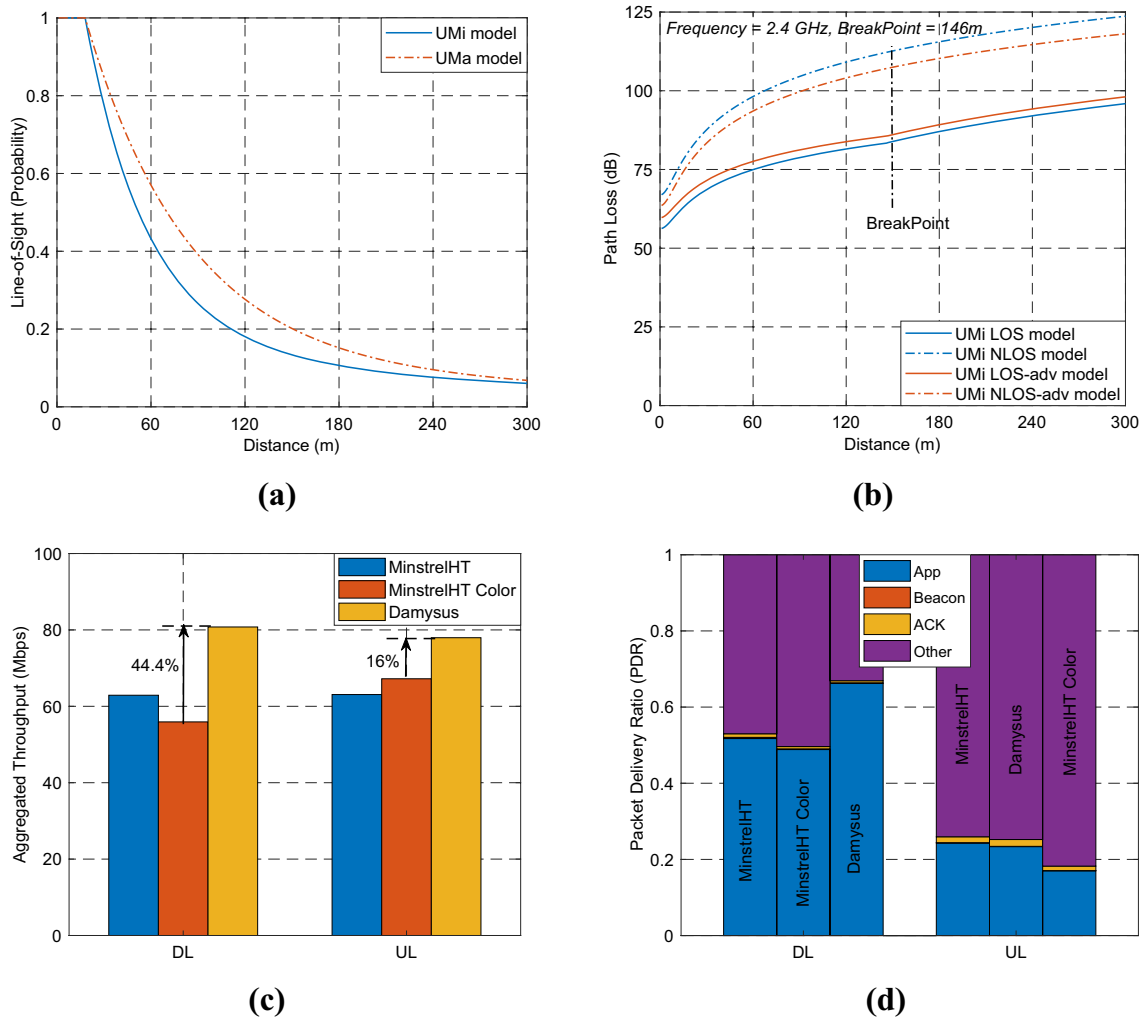 1
0.8
0.6
0.4
0.2
0
Line-of-Sight (Probability)
UMi model
UMa model
0
60
120
180
240
300
Distance (m)
(a)
125
100
75
50
25
0
Path Loss (dB)
Frequency = 2.4 GHz, BreakPoint = 146m
BreakPoint
UMi LOS model
UMi NLOS model
UMi LOS-adv model
UMi NLOS-adv model
0
60
120
180
240
300
Distance (m)
(b)
100
80
60
40
20
0
Aggregated Throughput (Mbps)
MinstrelHT
MinstrelHT Color
Damysus
44.4%
16%
DL
UL
(c)
1
0.8
0.6
0.4
0.2
0
Packet Delivery Ratio (PDR)
App
Beacon
ACK
Other
MinstrelHT
MinstrelHT Color
Damysus
MinstrelHT
Damysus
MinstrelHT Color
DL
UL
(d)